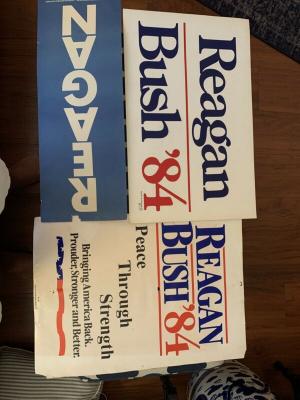 REAGAN
Reagan
Bush '84
REAGAN
BUSH '84
Peace
Through
Strength
Bringing America Back.
Prouder, Stronger and Better.